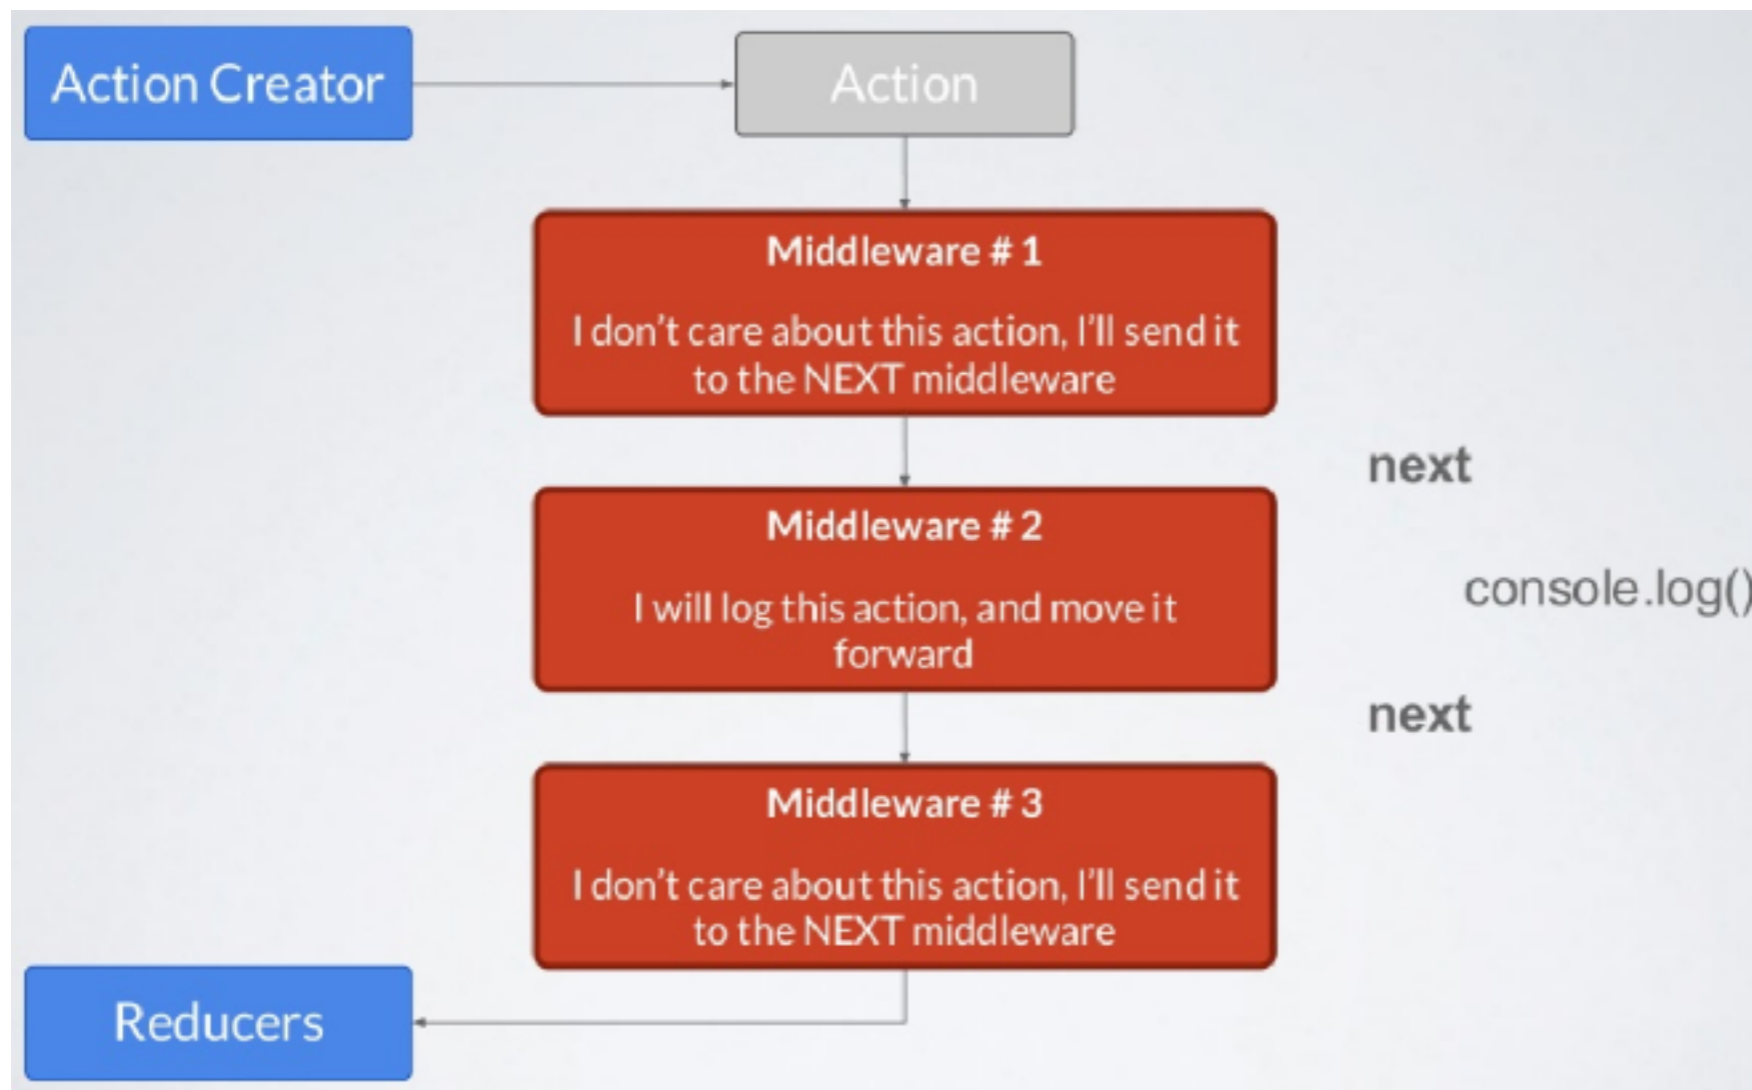 Action Creator
Action
Middleware # 1
I don't care about this action, I'll send it
to the NEXT middleware
next
Middleware # 2
I will log this action, and move it
forward
console.log()
next
Middleware # 3
I don't care about this action, I'll send it
to the NEXT middleware
Reducers